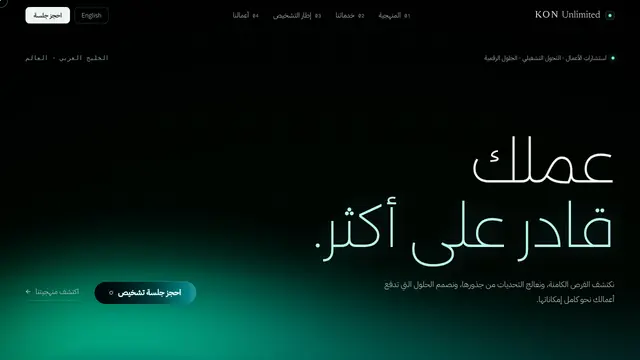 KON Unlimited
01 المنهجية
02 خدماتنا
03 إطار التشخيص
04 أعمالنا
English
احجز جلسة
استشارات الأعمال · التحول التشغيلي · الحلول الرقمية
الخليج العربي · العالم
عملك
قادر على أكثر.
نكتشف الفرص الكامنة، ونعالج التحديات من جذورها، ونصمم الحلول التي تدفع
أعمالك نحو كامل إمكاناتها.
احجز جلسة تشخيص
اكتشف منهجيتنا ←